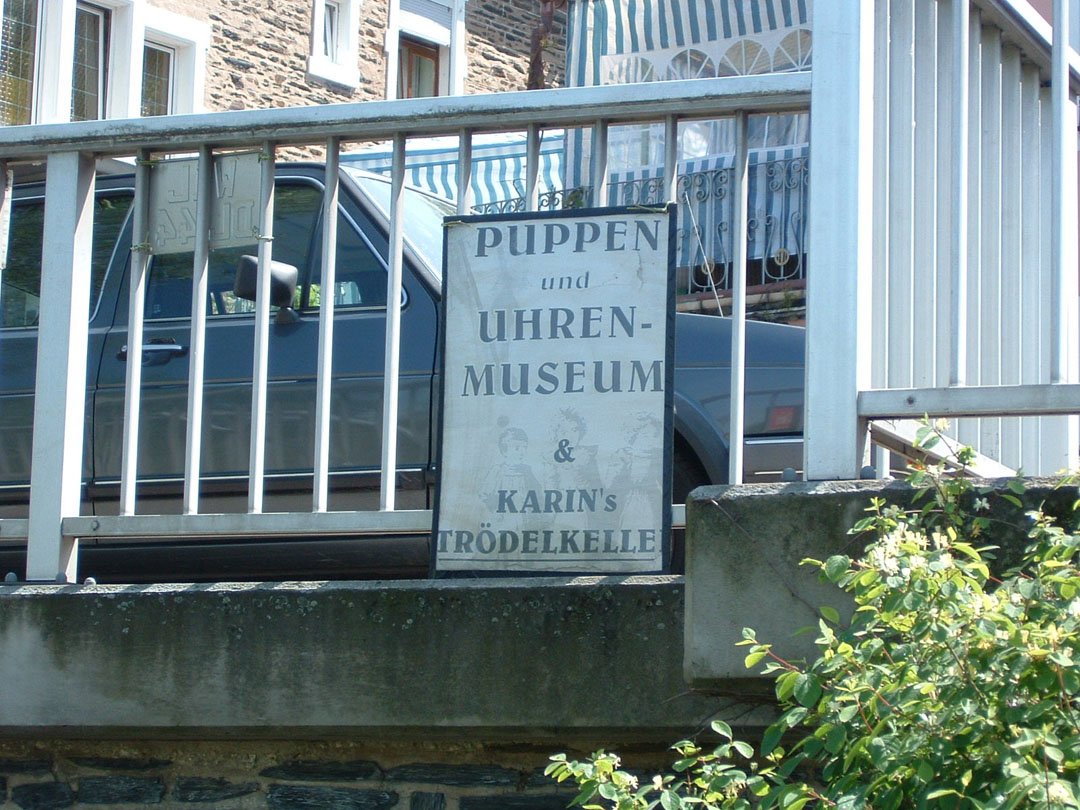 PUPPEN
und
UHREN-
MUSEUM
&
KARIN's
TRÖDELKELLE